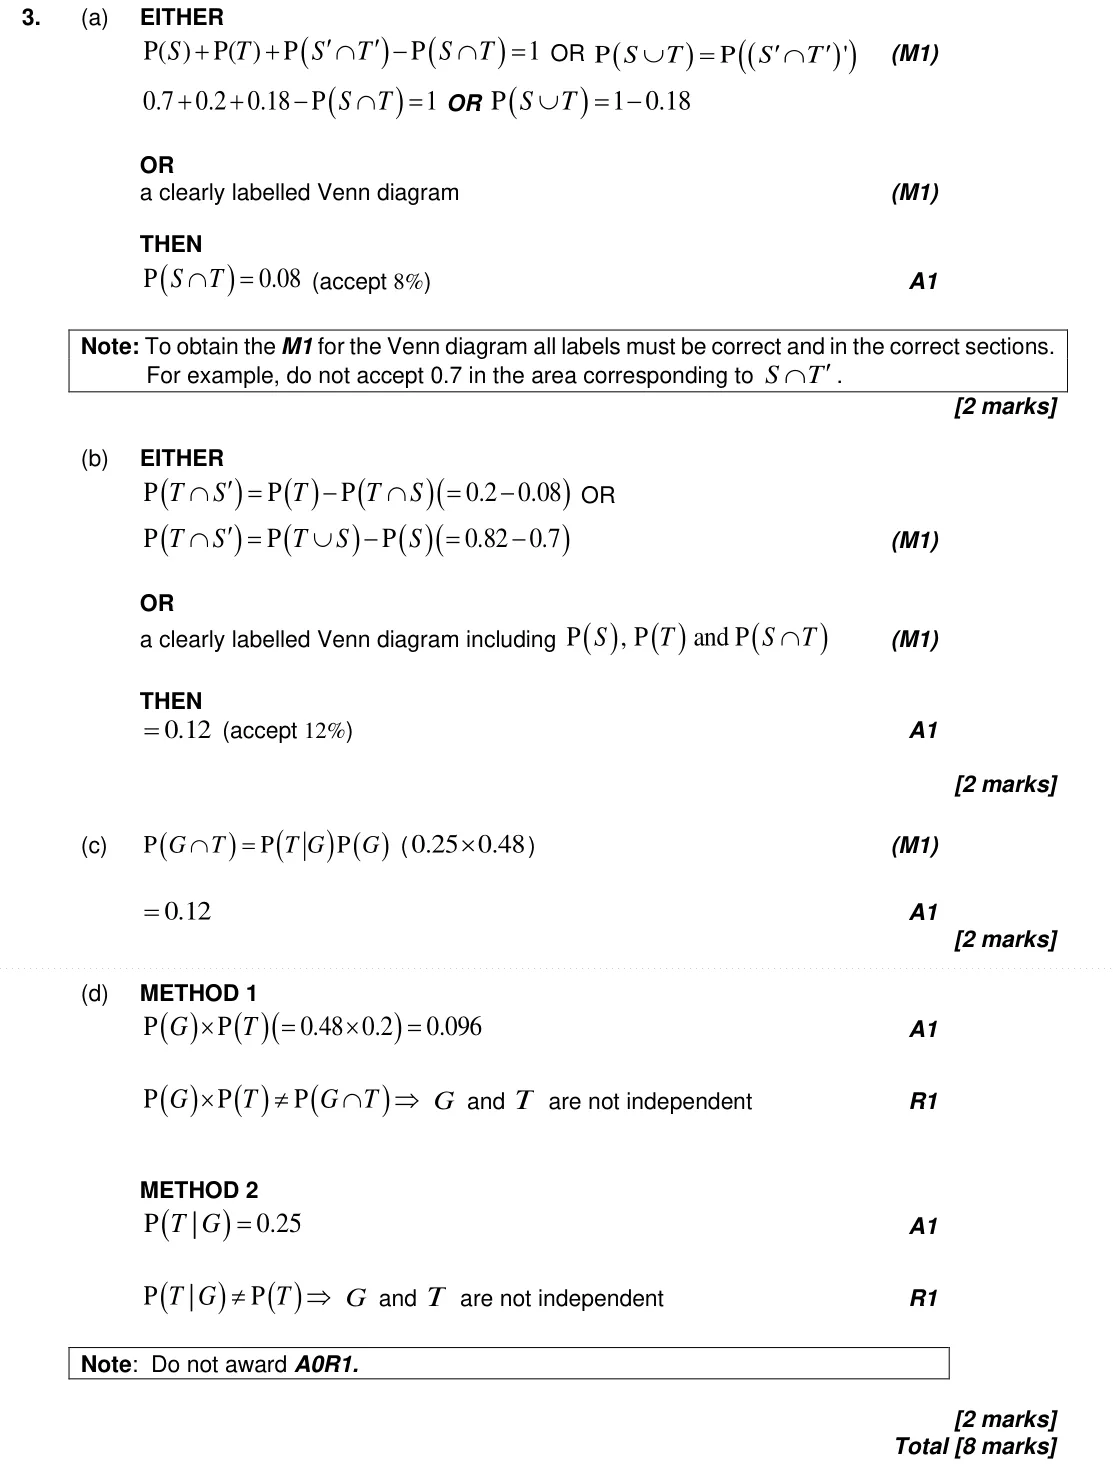 3. (a) EITHER
P(S)+P(T)+P(S′∩T′)−P(S∩T)=1 OR P(S∪T)=P((S′∩T′)') (M1)
0.7+0.2+0.18−P(S∩T)=1 OR P(S∪T)=1−0.18
OR
a clearly labelled Venn diagram (M1)
THEN
P(S∩T)=0.08 (accept 8%) A1
Note: To obtain the M1 for the Venn diagram all labels must be correct and in the correct sections.
For example, do not accept 0.7 in the area corresponding to S∩T′ .
[2 marks]
(b) EITHER
P(T∩S′)=P(T)−P(T∩S)(=0.2−0.08) OR
P(T∩S′)=P(T∪S)−P(S)(=0.82−0.7) (M1)
OR
a clearly labelled Venn diagram including P(S), P(T) and P(S∩T) (M1)
THEN
=0.12 (accept 12%) A1
[2 marks]
(c) P(G∩T)=P(T|G)P(G) (0.25×0.48) (M1)
=0.12 A1
[2 marks]
(d) METHOD 1
P(G)×P(T)(=0.48×0.2)=0.096 A1
P(G)×P(T)≠P(G∩T)⇒ G and T are not independent R1
METHOD 2
P(T|G)=0.25 A1
P(T|G)≠P(T)⇒ G and T are not independent R1
Note: Do not award A0R1.
[2 marks]
Total [8 marks]